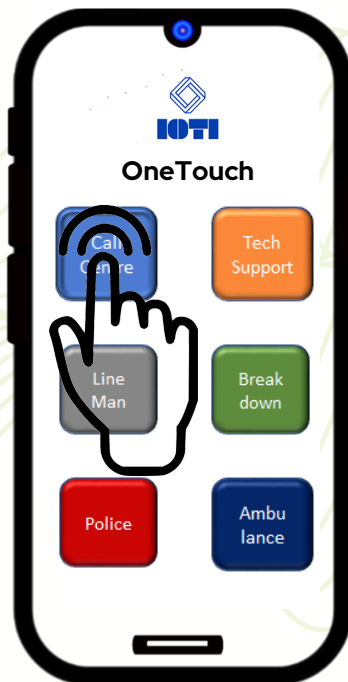 IOTI
OneTouch
Call
Centre
Tech
Support
Line
Man
Break
down
Police
Ambu
lance